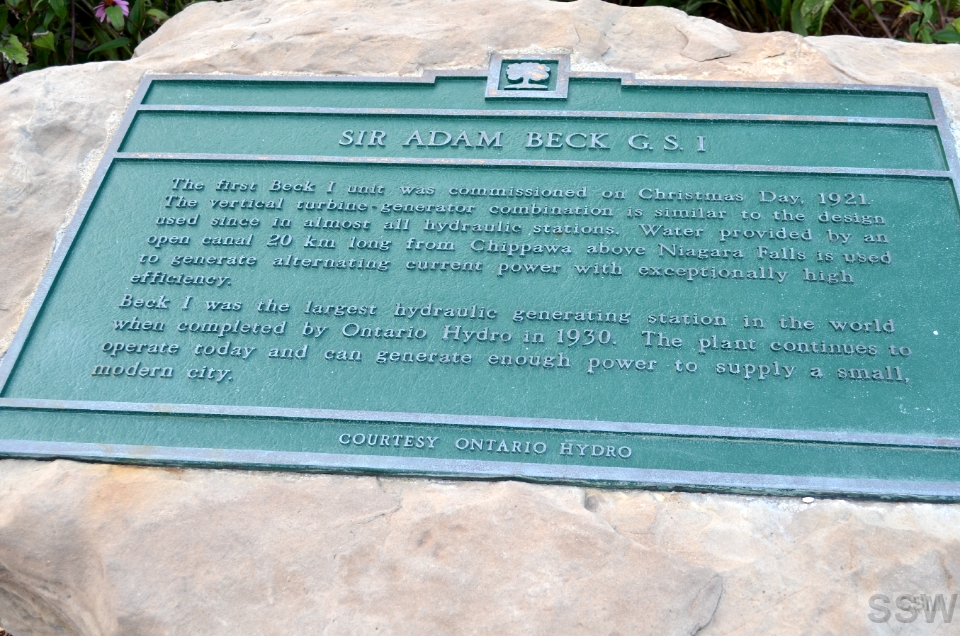 SIR ADAM BECK G.S. I
The first Beck I unit was commissioned on Christmas Day, 1921.
The vertical turbine-generator combination is similar to the design
used since in almost all hydraulic stations. Water provided by an
open canal 20 km long from Chippawa above Niagara Falls is used
to generate alternating current power with exceptionally high
efficiency.
Beck I was the largest hydraulic generating station in the world
when completed by Ontario Hydro in 1930. The plant continues to
operate today and can generate enough power to supply a small,
modern city.
COURTESY ONTARIO HYDRO
SSW